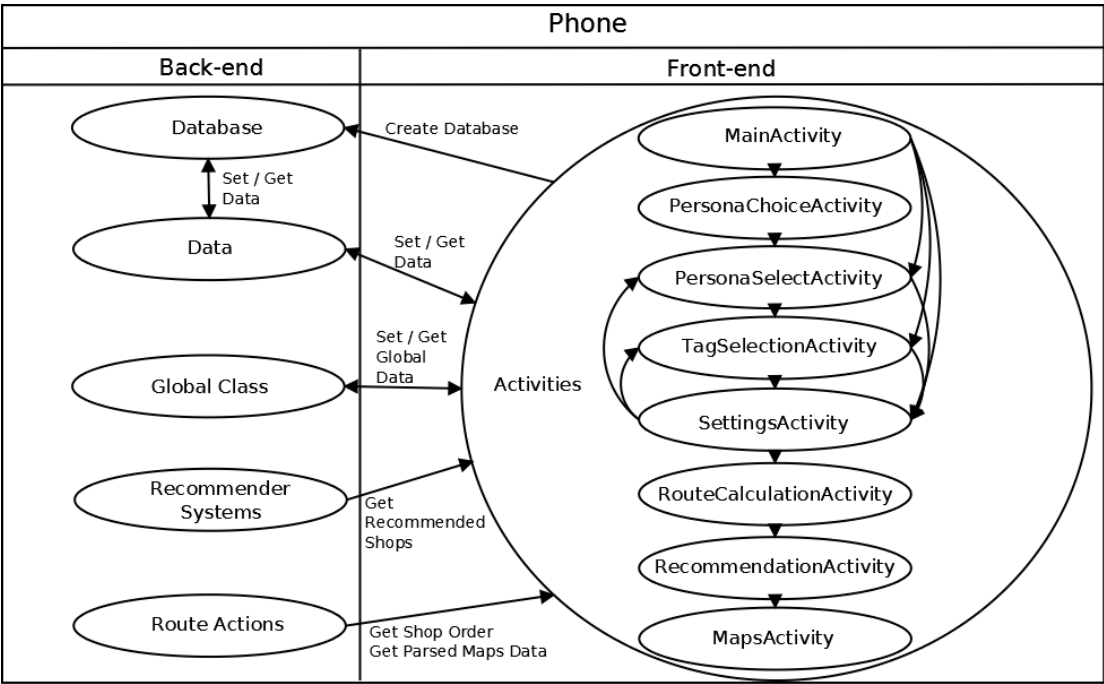 Phone
Back-end
Front-end
Database
Create Database
MainActivity
Set / Get
Data
PersonaChoiceActivity
Data
Set / Get
Data
PersonaSelectActivity
Set / Get
Global
Data
TagSelectionActivity
Global Class
Activities
SettingsActivity
Recommender
Systems
Get
Recommended
Shops
RouteCalculationActivity
RecommendationActivity
Route Actions
Get Shop Order
Get Parsed Maps Data
MapsActivity